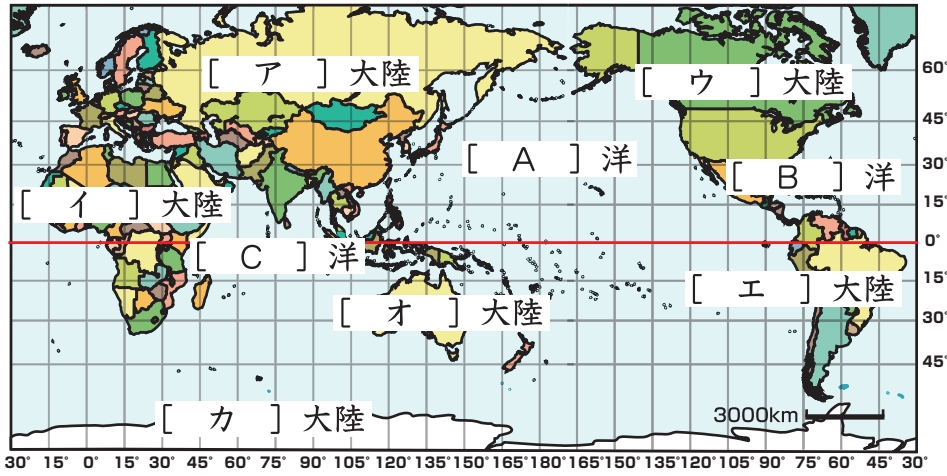 [ ア ] 大陸
[ ウ ] 大陸
60°
45°
[ A ] 洋
30°
[ B ] 洋
[ イ ] 大陸
15°
[ C ] 洋
0°
15°
[ エ ] 大陸
[ オ ] 大陸
30°
45°
[ カ ] 大陸
3000km
30° 15 0° 15 30° 45 60° 75 90° 105 120° 135 150° 165 180° 165 150° 135 120° 105 90° 75 60° 45 30°